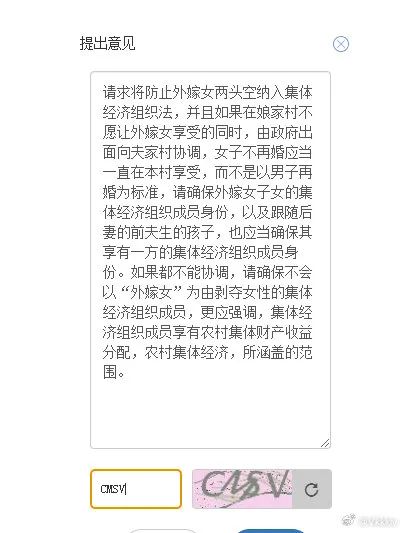 提出意见
请求将防止外嫁女两头空纳入集体
经济组织法，并且如果在娘家村不
愿让外嫁女享受的同时，由政府出
面向夫家村协调，女子不再婚应当
一直在本村享受，而不是以男子再
婚为标准，请确保外嫁女子女的集
体经济组织成员身份，以及跟随后
妻的前夫生的孩子，也应当确保其
享有一方的集体经济组织成员身
份。如果都不能协调，请确保不会
以“外嫁女”为由剥夺女性的集体
经济组织成员，更应强调，集体经
济组织成员享有农村集体财产收益
分配，农村集体经济，所涵盖的范
围。
CMSV
CMSV